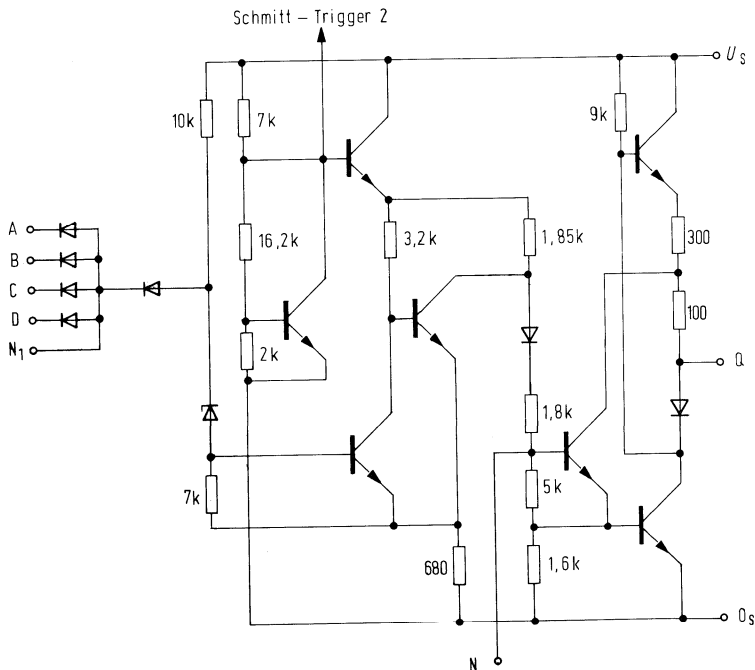 Schmitt – Trigger 2
U S
10k
7k
9k
A
B
C
D
N1
16,2k
3,2k
1,85k
300
100
2k
Q
1,8k
7k
5k
680
1,6k
0 S
N